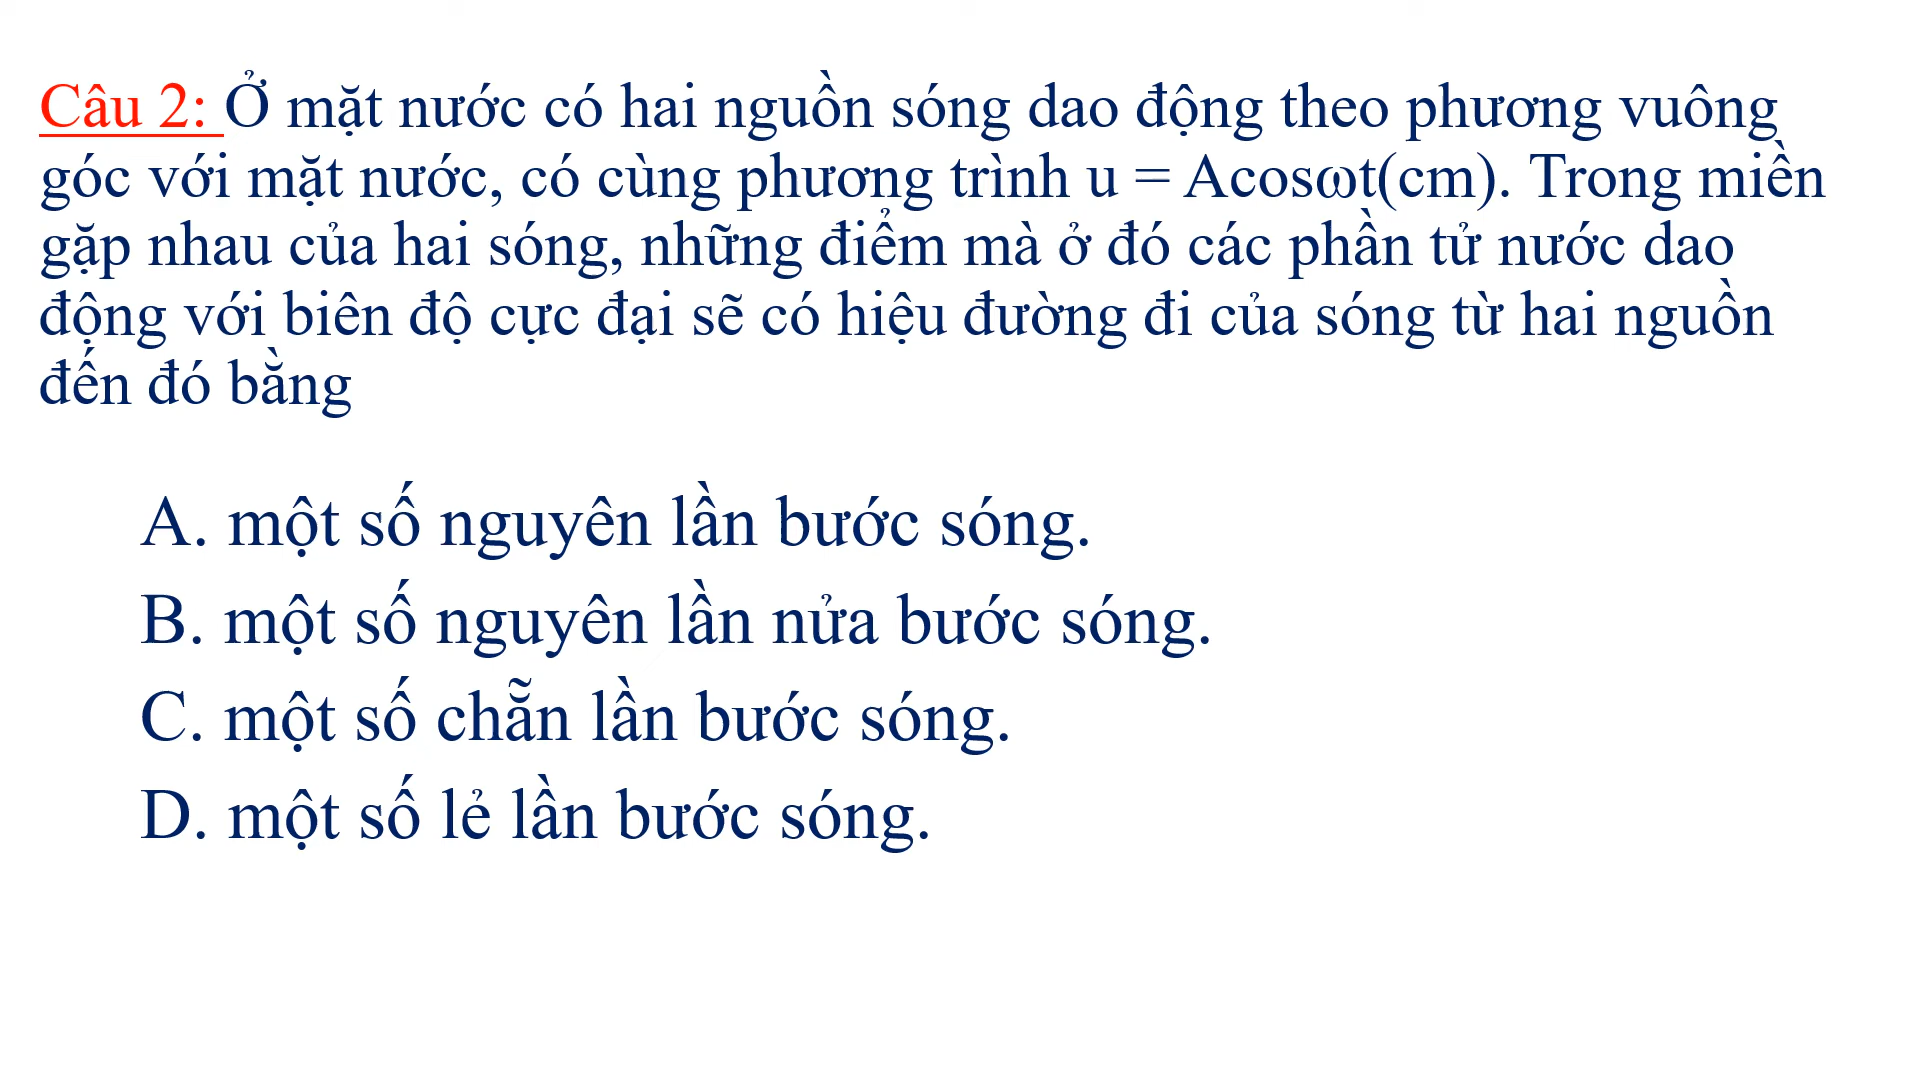 Câu 2: Ở mặt nước có hai nguồn sóng dao động theo phương vuông
góc với mặt nước, có cùng phương trình u = Acosωt(cm). Trong miền
gặp nhau của hai sóng, những điểm mà ở đó các phần tử nước dao
động với biên độ cực đại sẽ có hiệu đường đi của sóng từ hai nguồn
đến đó bằng
A. một số nguyên lần bước sóng.
B. một số nguyên lần nửa bước sóng.
C. một số chẵn lần bước sóng.
D. một số lẻ lần bước sóng.